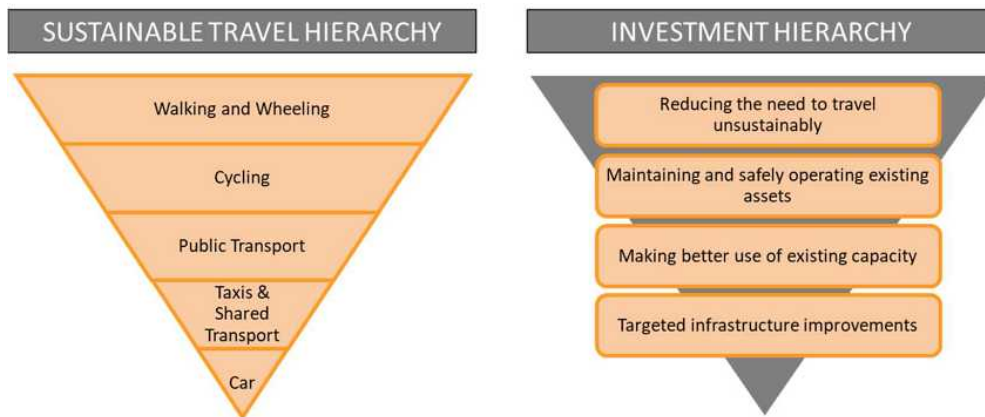 SUSTAINABLE TRAVEL HIERARCHY
Walking and Wheeling
Cycling
Public Transport
Taxis &
Shared
Transport
Car
INVESTMENT HIERARCHY
Reducing the need to travel
unsustainably
Maintaining and safely operating existing
assets
Making better use of existing capacity
Targeted infrastructure improvements